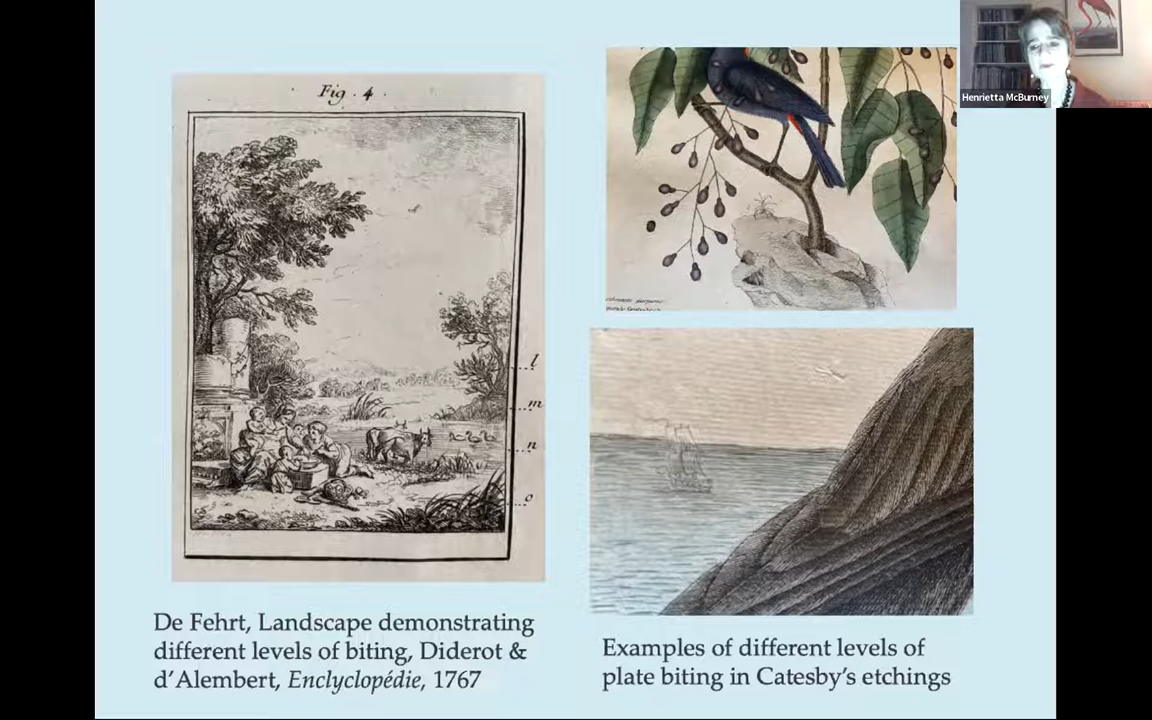 Henrietta McBurney
Fig. 4.
l
m
n
o
De Fehrt, Landscape demonstrating
different levels of biting, Diderot &
d’Alembert, Enclyclopédie, 1767
Examples of different levels of
plate biting in Catesby’s etchings